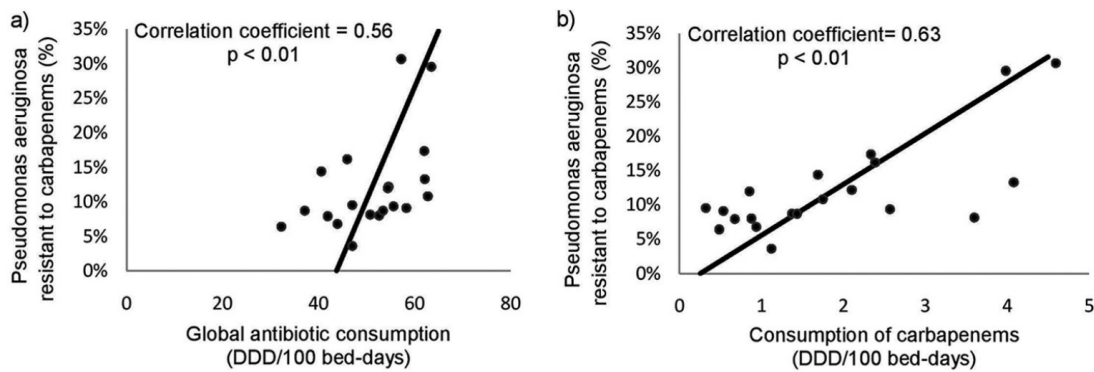 a)
Pseudomonas aeruginosa
resistant to carbapenems (%)
35%
30%
25%
20%
15%
10%
5%
0%
Correlation coefficient = 0.56
p < 0.01
0
20
40
60
80
Global antibiotic consumption
(DDD/100 bed-days)
b)
Pseudomonas aeruginosa
resistant to carbapenems (%)
35%
30%
25%
20%
15%
10%
5%
0%
Correlation coefficient= 0.63
p < 0.01
0
1
2
3
4
5
Consumption of carbapenems
(DDD/100 bed-days)